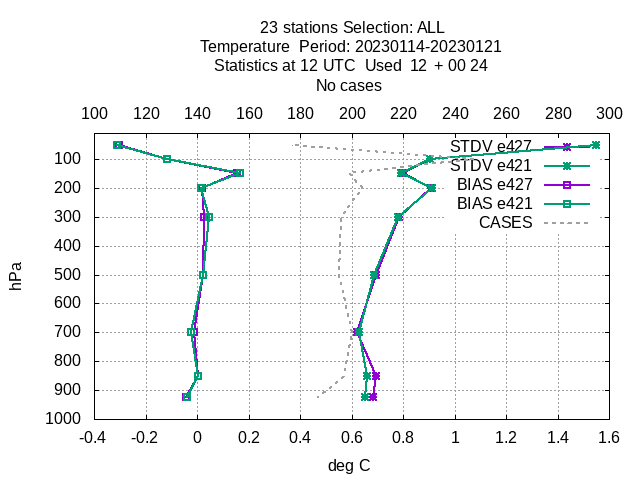 23 stations Selection: ALL
Temperature  Period: 20230114-20230121
Statistics at 12 UTC  Used  12  + 00 24
No cases
100 120 140 160 180 200 220 240 260 280 300
STDV e427
STDV e421
BIAS e427
BIAS e421
CASES
100
200
300
400
500
600
700
800
900
1000
hPa
-0.4 -0.2 0 0.2 0.4 0.6 0.8 1 1.2 1.4 1.6
deg C